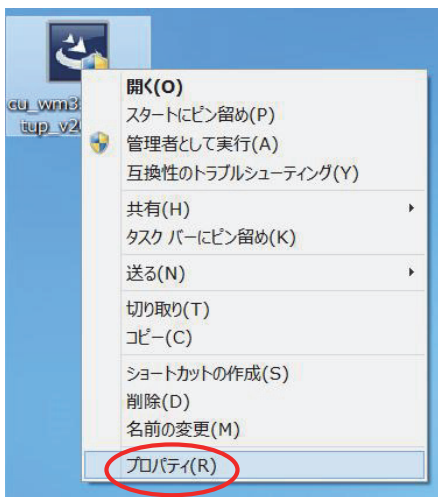 cu_wm3
tup_v2
開く(O)
スタートにピン留め(P)
管理者として実行(A)
互換性のトラブルシューティング(Y)
共有(H)
タスク バーにピン留め(K)
送る(N)
切り取り(T)
コピー(C)
ショートカットの作成(S)
削除(D)
名前の変更(M)
プロパティ(R)